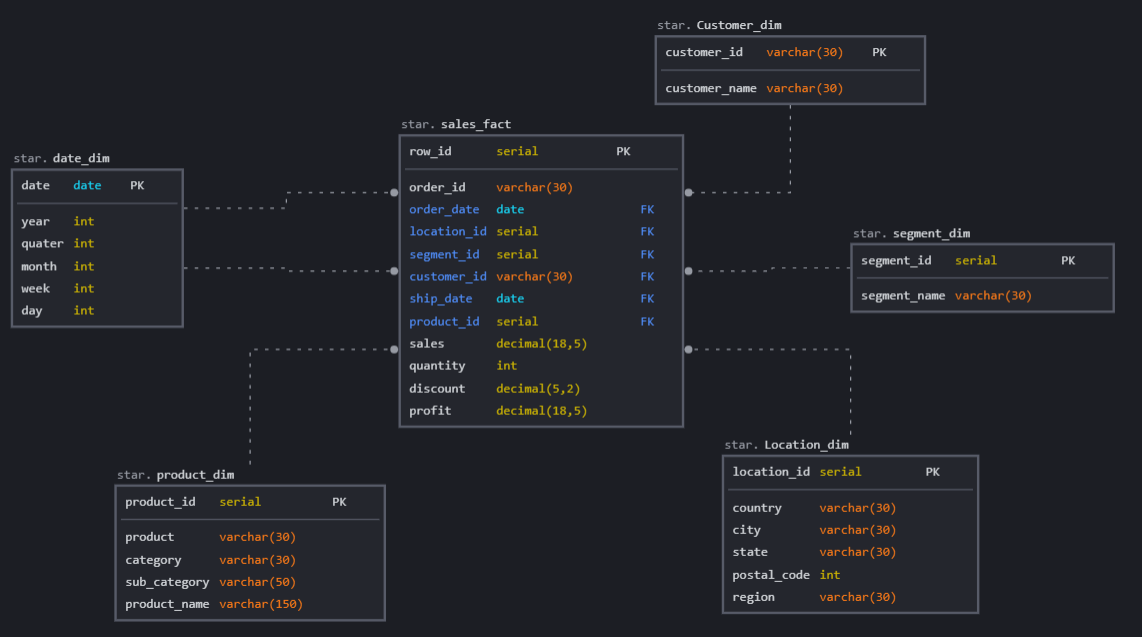 star. Customer_dim
customer_id varchar(30) PK
customer_name varchar(30)
star. sales_fact
row_id serial PK
order_id varchar(30)
order_date date FK
location_id serial FK
segment_id serial FK
customer_id varchar(30) FK
ship_date date FK
product_id serial FK
sales decimal(18,5)
quantity int
discount decimal(5,2)
profit decimal(18,5)
star. date_dim
date date PK
year int
quater int
month int
week int
day int
star. segment_dim
segment_id serial PK
segment_name varchar(30)
star. product_dim
product_id serial PK
product varchar(30)
category varchar(30)
sub_category varchar(50)
product_name varchar(150)
star. Location_dim
location_id serial PK
country varchar(30)
city varchar(30)
state varchar(30)
postal_code int
region varchar(30)